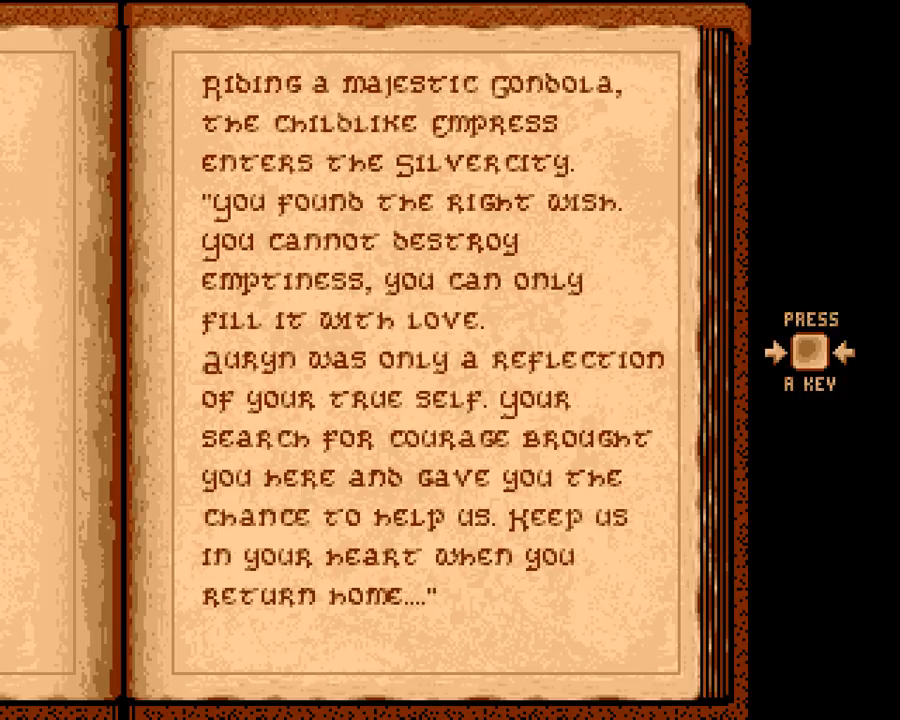 Riding a majestic Gondola,
the Childlike Empress
enters the Silvercity.
"You found the right wish.
You cannot destroy
emptiness, you can only
fill it with love.
Auryn was only a reflection
of your true self. Your
search for courage brought
you here and gave you the
chance to help us. Keep us
in your heart when you
return home...."
PRESS
A KEY